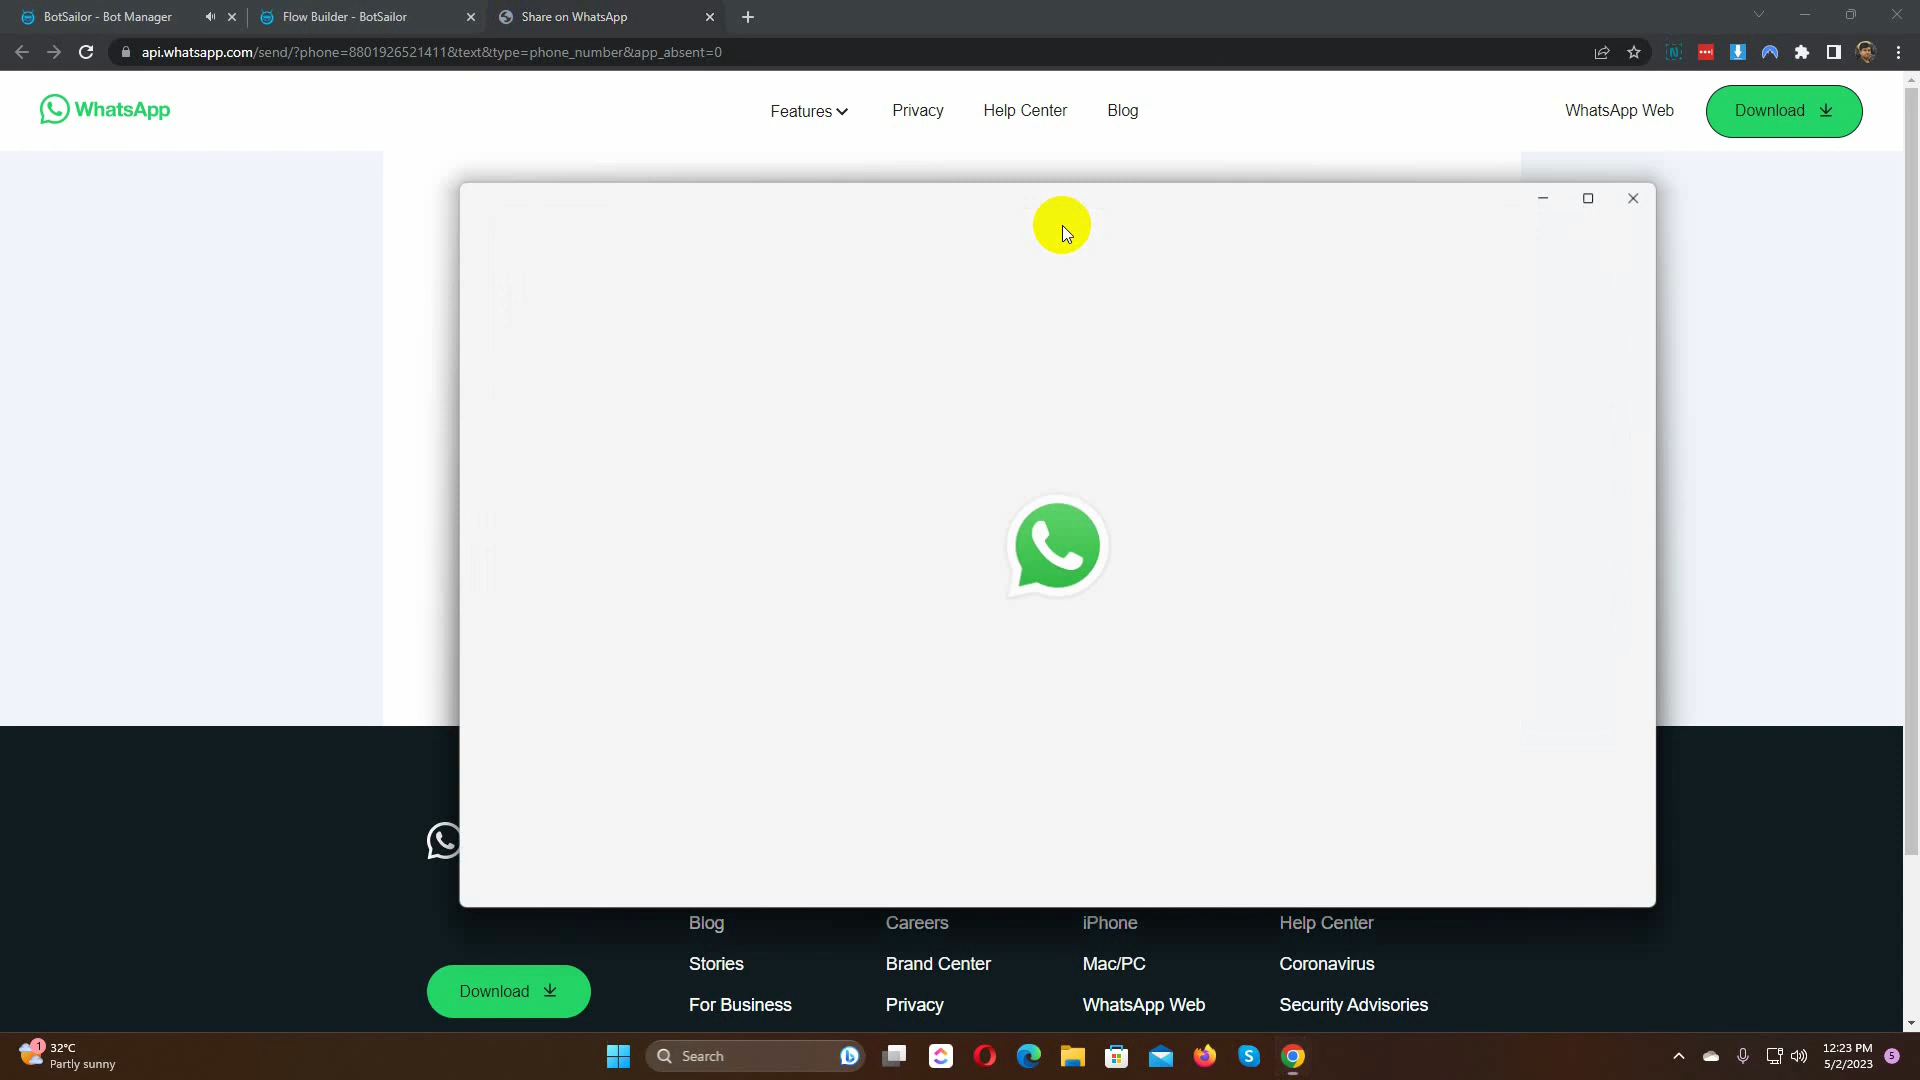 BotSailor - Bot Manager
Flow Builder - BotSailor
Share on WhatsApp
api.whatsapp.com/send/?phone=8801926521411&text&type=phone_number&app_absent=0
WhatsApp
Features
Privacy
Help Center
Blog
WhatsApp Web
Download
Blog
Careers
iPhone
Help Center
Stories
Brand Center
Mac/PC
Coronavirus
Download
For Business
Privacy
WhatsApp Web
Security Advisories
1
32°C
Partly sunny
Search
12:23 PM
5/2/2023
5